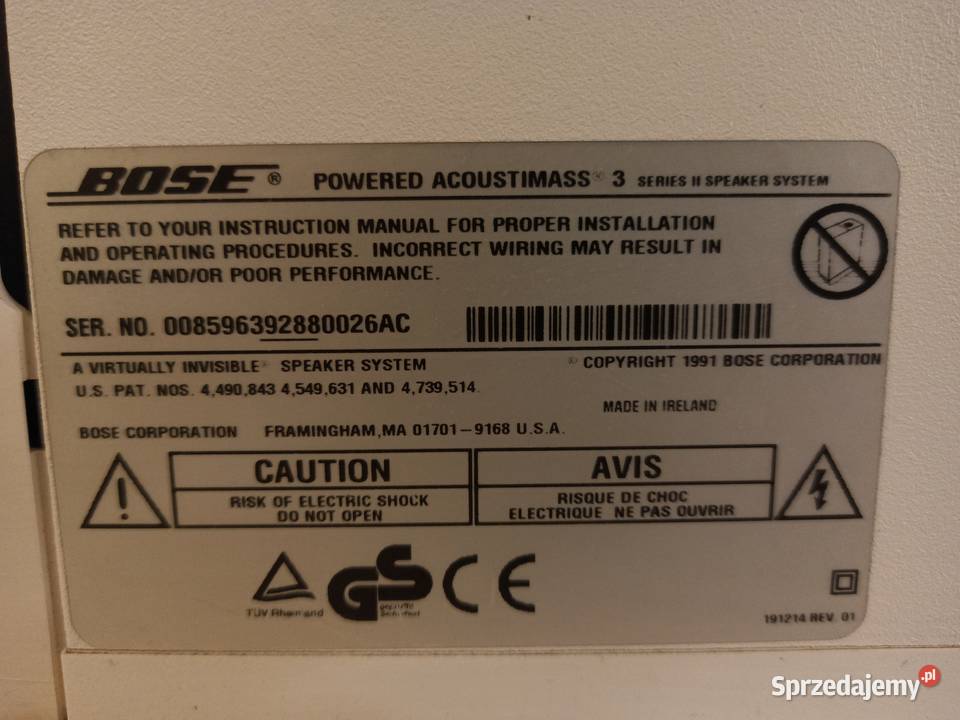 BOSE® POWERED ACOUSTIMASS® 3 SERIES II SPEAKER SYSTEM
REFER TO YOUR INSTRUCTION MANUAL FOR PROPER INSTALLATION
AND OPERATING PROCEDURES. INCORRECT WIRING MAY RESULT IN
DAMAGE AND/OR POOR PERFORMANCE.
SER. NO. 008596392880026AC
A VIRTUALLY INVISIBLE® SPEAKER SYSTEM
© COPYRIGHT 1991 BOSE CORPORATION
U.S. PAT. NOS. 4,490,843 4,549,631 AND 4,739,514
MADE IN IRELAND
BOSE CORPORATION FRAMINGHAM, MA 01701-9168 U.S.A.
CAUTION
RISK OF ELECTRIC SHOCK
DO NOT OPEN
AVIS
RISQUE DE CHOC
ELECTRIQUE NE PAS OUVRIR
TÜV Rheinland
GS
geprüfte
Sicherheit
CE
191214 REV. 01
Sprzedajemy.pl